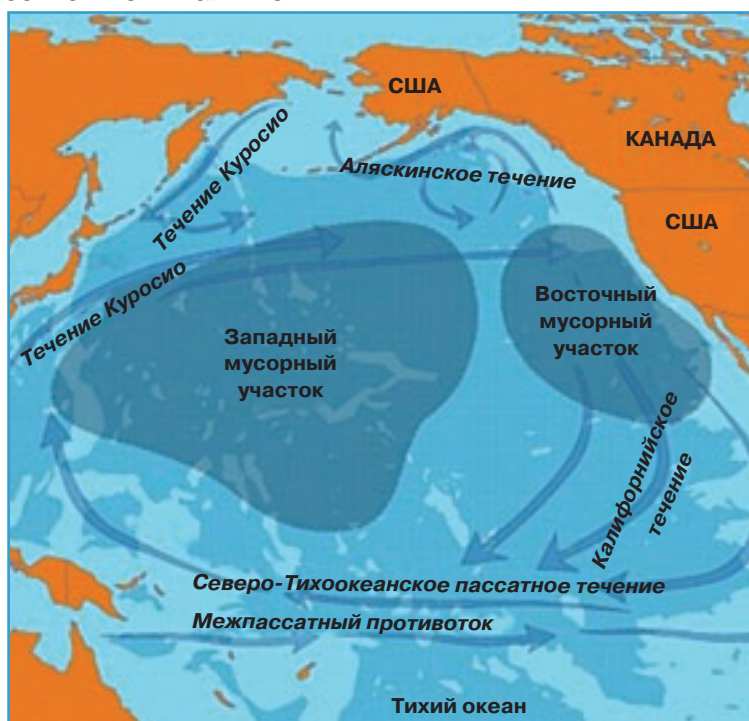 США
КАНАДА
Течение Куросио
Аляскинское течение
США
Течение Куросио
Западный
мусорный
участок
Восточный
мусорный
участок
Калифорнийское
течение
Северо-Тихоокеанское пассатное течение
Межпассатный противоток
Тихий океан